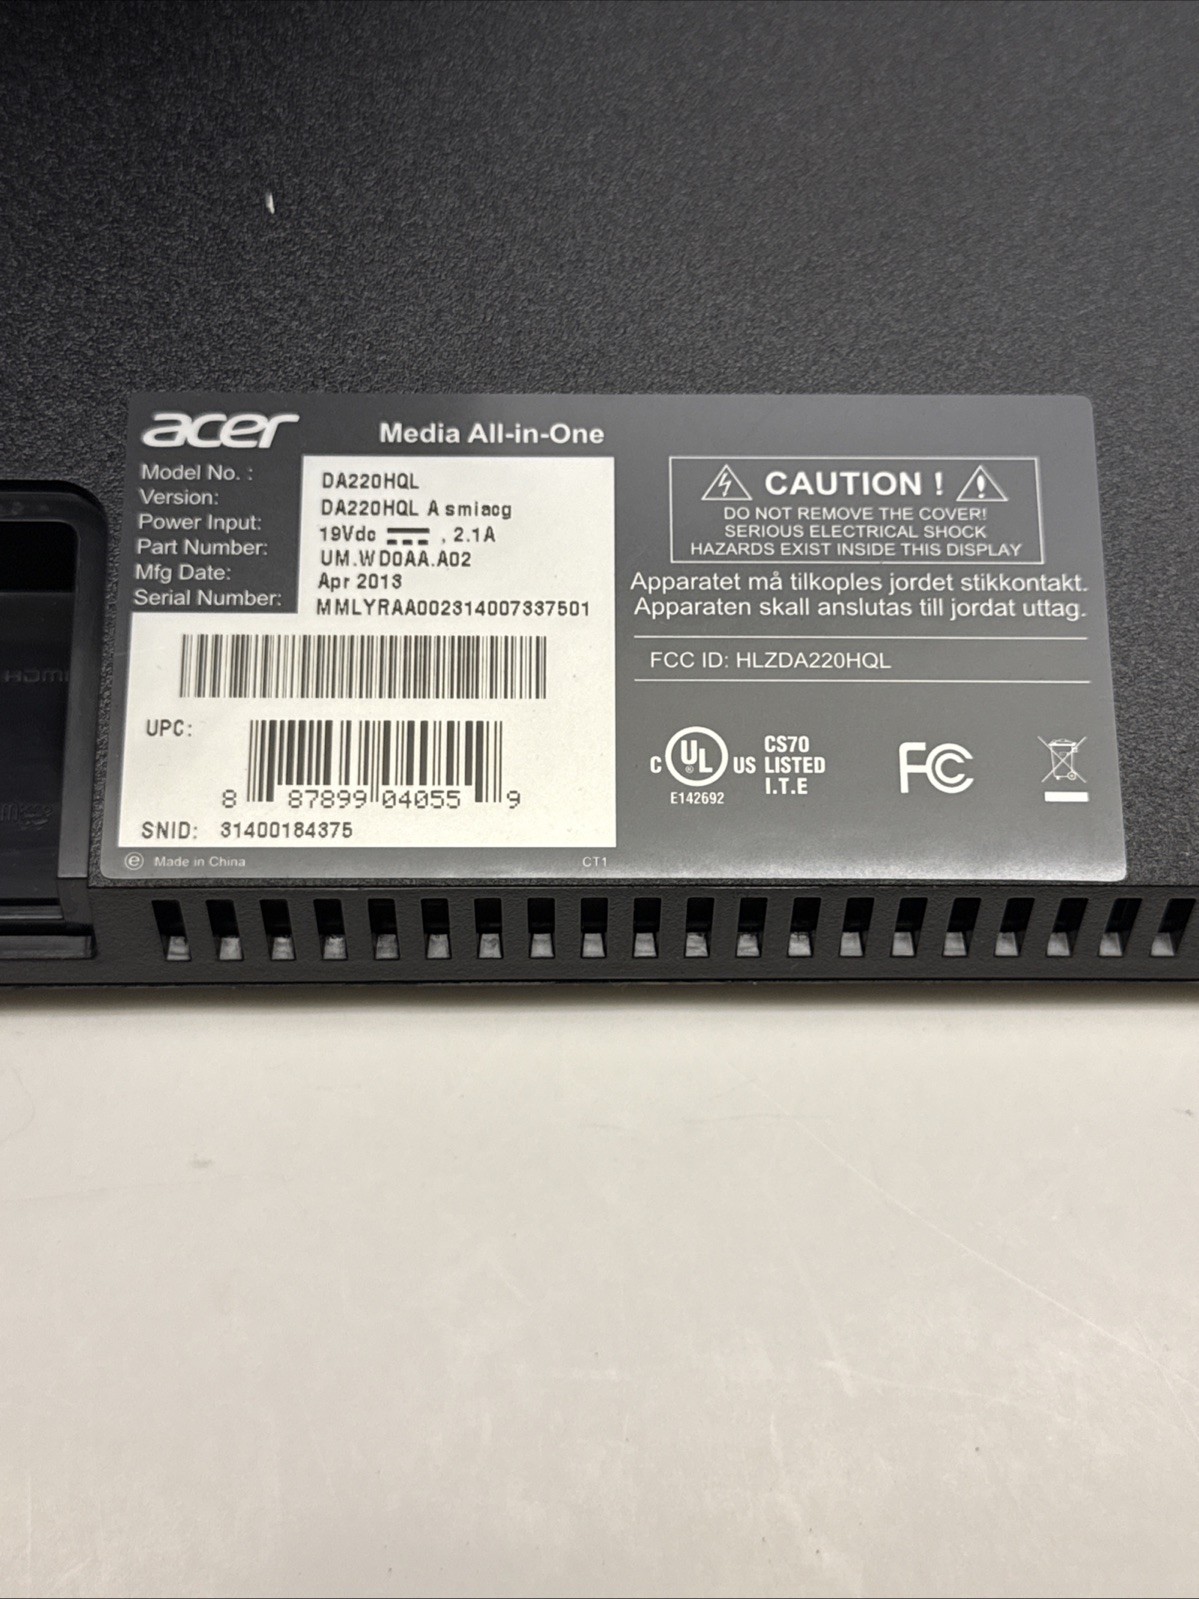 acer Media All-in-One
Model No. : DA220HQL
Version: DA220HQL A smiacg
Power Input: 19Vdc , 2.1A
Part Number: UM.WD0AA.A02
Mfg Date: Apr 2013
Serial Number: MMLYRAA002314007337501
UPC:
8 87899 04055 9
SNID: 31400184375
e Made in China CT1
CAUTION !
DO NOT REMOVE THE COVER!
SERIOUS ELECTRICAL SHOCK
HAZARDS EXIST INSIDE THIS DISPLAY
Apparatet må tilkoples jordet stikkontakt.
Apparaten skall anslutas till jordat uttag.
FCC ID: HLZDA220HQL
C UL ® US
E142692
CS70
LISTED
I.T.E
FC
HDMI